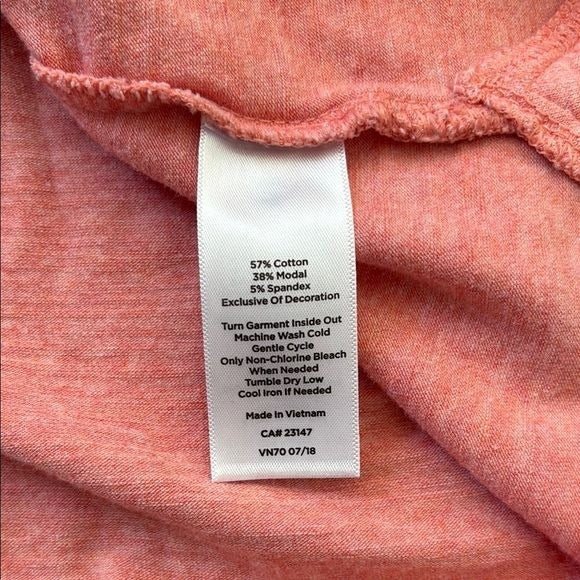 57% Cotton
38% Modal
5% Spandex
Exclusive Of Decoration
Turn Garment Inside Out
Machine Wash Cold
Gentle Cycle
Only Non-Chlorine Bleach
When Needed
Tumble Dry Low
Cool iron If Needed
Made in Vietnam
CA# 23147
VN70 07/18